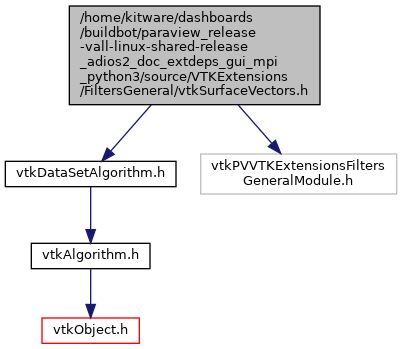 /home/kitware/dashboards
/buildbot/paraview_release
-vall-linux-shared-release
_adios2_doc_extdeps_gui_mpi
_python3/source/VTKExtensions
/FiltersGeneral/vtkSurfaceVectors.h
vtkDataSetAlgorithm.h
vtkPVVTKExtensionsFilters
GeneralModule.h
vtkAlgorithm.h
vtkObject.h